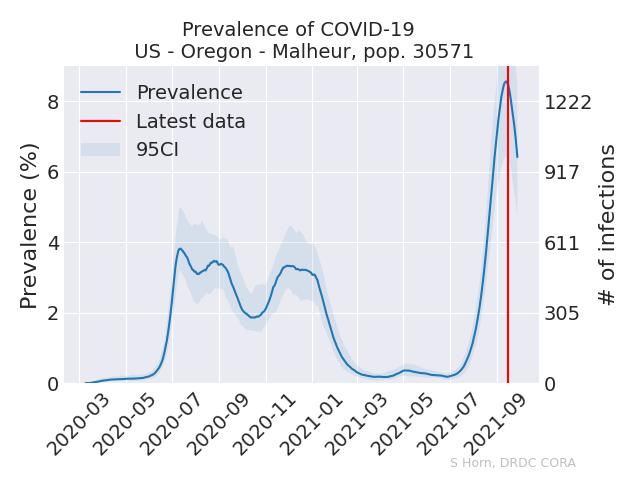 Prevalence of COVID-19
US - Oregon - Malheur, pop. 30571
Prevalence
Latest data
95CI
Prevalence (%)
8
6
4
2
0
1222
917
611
305
0
# of infections
2020-03
2020-05
2020-07
2020-09
2020-11
2021-01
2021-03
2021-05
2021-07
2021-09
S Horn, DRDC CORA